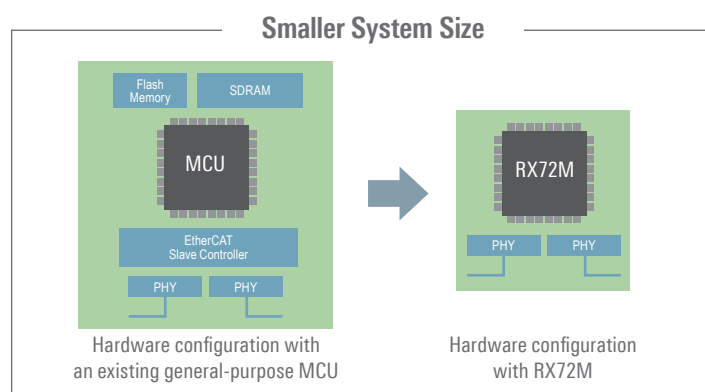 Smaller System Size
Flash
Memory
SDRAM
MCU
EtherCAT
Slave Controller
PHY
PHY
Hardware configuration with
an existing general-purpose MCU
RX72M
PHY
PHY
Hardware configuration
with RX72M